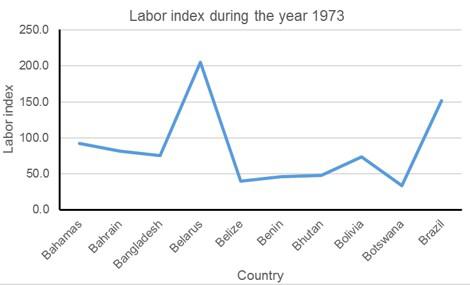 Labor index during the year 1973
250.0
200.0
150.0
100.0
50.0
0.0
Labor index
Bahamas
Bahrain
Bangladesh
Belarus
Belize
Benin
Bhutan
Bolivia
Botswana
Brazil
Country